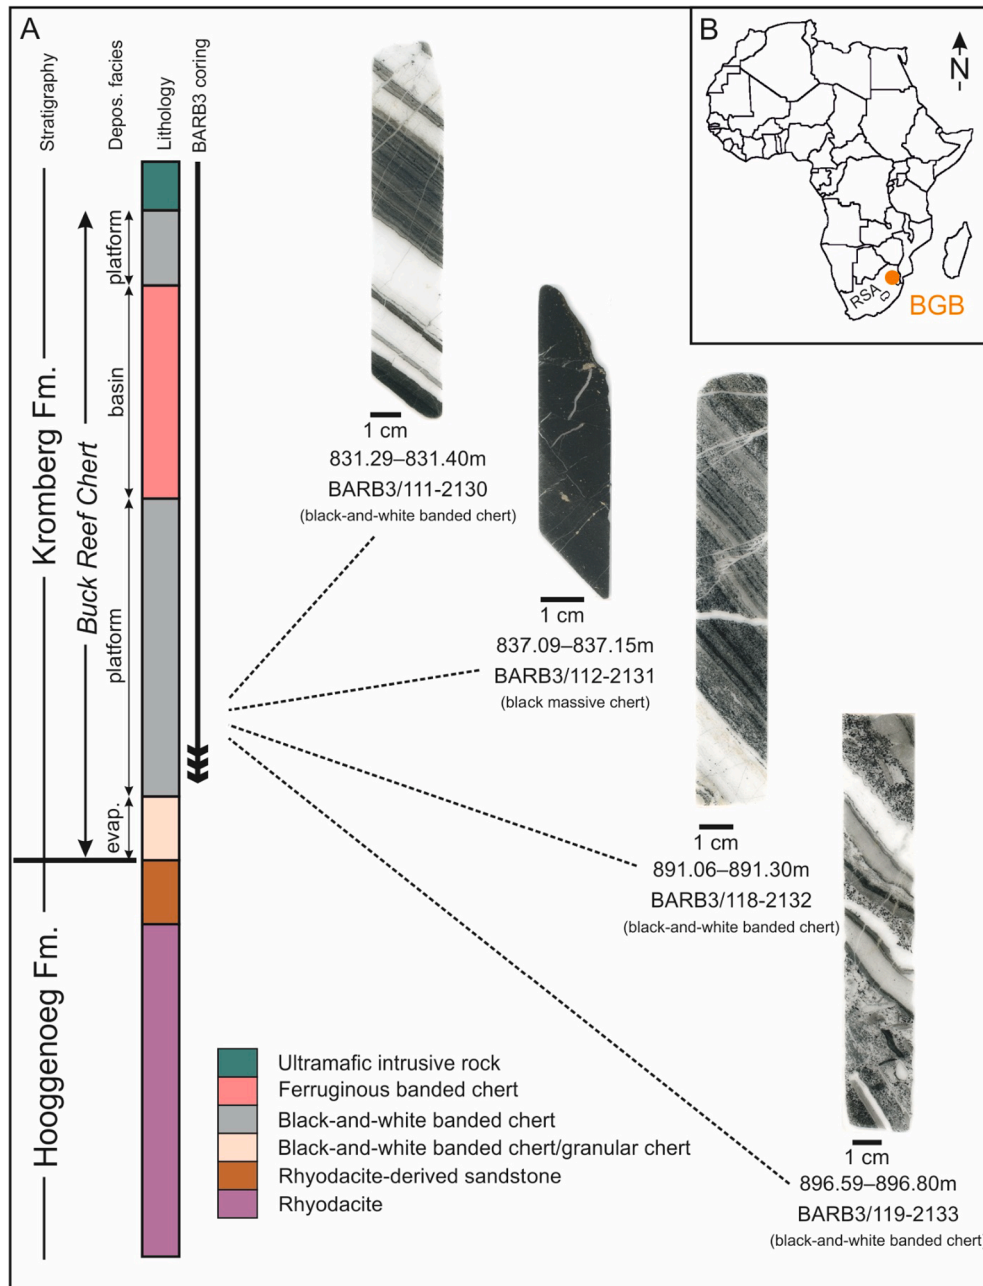 A
Stratigraphy
Depos. facies
Lithology
BARB3 coring
Kromberg Fm.
Hooggenoeg Fm.
Buck Reef Chert
platform
basin
platform
evap.
1 cm
831.29–831.40m
BARB3/111-2130
(black-and-white banded chert)
1 cm
837.09–837.15m
BARB3/112-2131
(black massive chert)
1 cm
891.06–891.30m
BARB3/118-2132
(black-and-white banded chert)
1 cm
896.59–896.80m
BARB3/119-2133
(black-and-white banded chert)
Ultramafic intrusive rock
Ferruginous banded chert
Black-and-white banded chert
Black-and-white banded chert/granular chert
Rhyodacite-derived sandstone
Rhyodacite
B
N
RSA
BGB